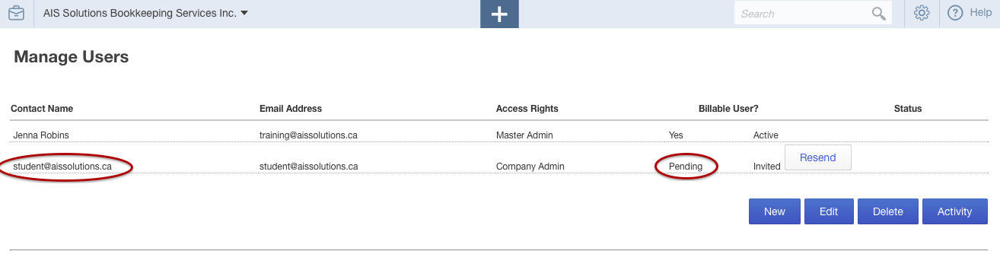 AIS Solutions Bookkeeping Services Inc. Search Help
Manage Users
Contact Name Email Address Access Rights Billable User? Status
Jenna Robins training@aissolutions.ca Master Admin Yes Active
student@aissolutions.ca student@aissolutions.ca Company Admin Pending Invited Resend
New Edit Delete Activity